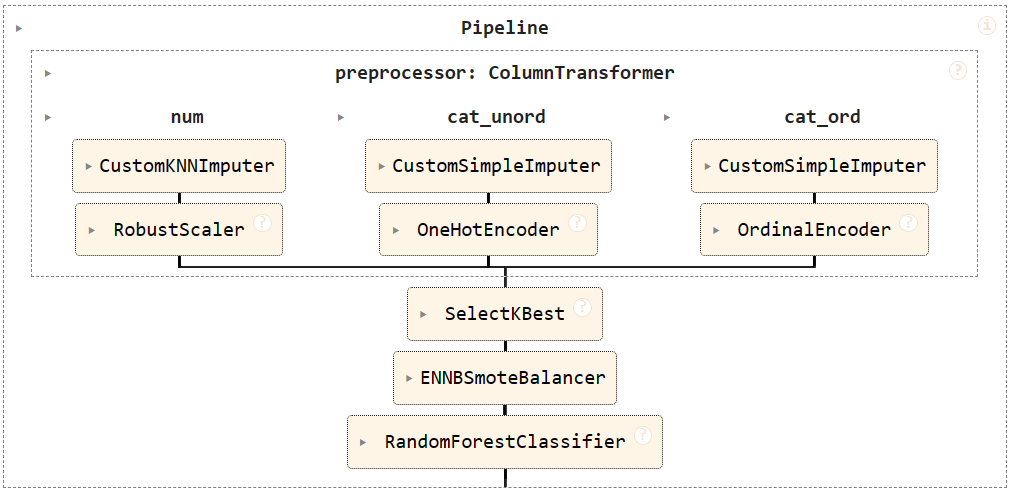 Pipeline
i
preprocessor: ColumnTransformer
?
num
cat_unord
cat_ord
CustomKNNImputer
CustomSimpleImputer
CustomSimpleImputer
RobustScaler ?
OneHotEncoder ?
OrdinalEncoder ?
SelectKBest ?
ENNBSmoteBalancer
RandomForestClassifier ?